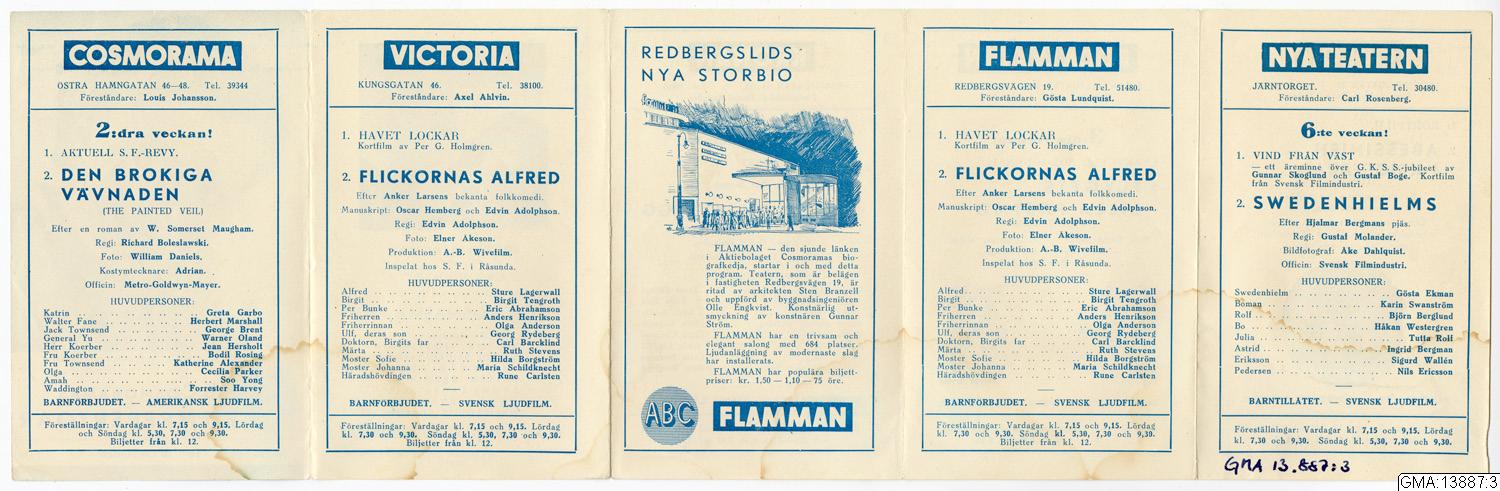 COSMORAMA
ÖSTRA HAMNGATAN 46—48. Tel. 39344
Föreståndare: Louis Johansson.
2:dra veckan!
1. AKTUELL S. F.-REVY.
2. DEN BROKIGA
VÄVNADEN
(THE PAINTED VEIL)
Efter en roman av W. Somerset Maugham.
Regi: Richard Boleslawski.
Foto: William Daniels.
Kostymtecknare: Adrian.
Officin: Metro-Goldwyn-Mayer.
HUVUDPERSONER:
Katrin . . . . . Greta Garbo
Walter Fane . . . . . Herbert Marshall
Jack Townsend . . . . . George Brent
General Yu . . . . . Warner Oland
Herr Koerber . . . . . Jean Hersholt
Fru Koerber . . . . . Bodil Rosing
Fru Townsend . . . . . Katherine Alexander
Olga . . . . . Cecilia Parker
Amah . . . . . Soo Yong
Waddington . . . . . Forrester Harvey
BARNFÖRBJUDET. — AMERIKANSK LJUDFILM.
Föreställningar: Vardagar kl. 7,15 och 9,15. Lördag
och Söndag kl. 5,30, 7,30 och 9,30.
Biljetter från kl. 12.
VICTORIA
KUNGSGATAN 46. Tel. 38100.
Föreståndare: Axel Ahlvin.
1. HAVET LOCKAR
Kortfilm av Per G. Holmgren.
2. FLICKORNAS ALFRED
Efter Anker Larsens bekanta folkkomedi.
Manuskript: Oscar Hemberg och Edvin Adolphson.
Regi: Edvin Adolphson.
Foto: Elner Åkeson.
Produktion: A.-B. Wivefilm.
Inspelat hos S. F. i Råsunda.
HUVUDPERSONER:
Alfred . . . . . Sture Lagerwall
Birgit . . . . . Birgit Tengroth
Per Bunke . . . . . Eric Abrahamson
Friherren . . . . . Anders Henrikson
Friherrinnan . . . . . Olga Anderson
Ulf, deras son . . . . . Georg Rydeberg
Doktorn, Birgits far . . . . . Carl Barcklind
Märta . . . . . Ruth Stevens
Moster Sofie . . . . . Hilda Borgström
Moster Johanna . . . . . Maria Schildknecht
Häradshövdingen . . . . . Rune Carlsten
BARNFÖRBJUDET. — SVENSK LJUDFILM.
Föreställningar: Vardagar kl. 7,15 och 9,15. Lördag
kl. 7,30 och 9,30. Söndag kl. 5,30, 7,30 och 9,30.
Biljetter från kl. 12.
REDBERGSLIDS
NYA STORBIO
FLAMMAN — den sjunde länken
i Aktiebolaget Cosmoramas bio-
grafkedja, startar i och med detta
program. Teatern, som är belägen
i fastigheten Redbergsvägen 19, är
ritad av arkitekten Sten Branzell
och uppförd av byggnadsingeniören
Olle Engkvist. Konstnärlig ut-
smyckning av konstnären Gunnar
Ström.
FLAMMAN har en trivsam och
elegant salong med 684 platser.
Ljudanläggning av modernaste slag
har installerats.
FLAMMAN har populära biljett-
priser: kr. 1,50 — 1,10 — 75 öre.
ABC
FLAMMAN
FLAMMAN
REDBERGSVÄGEN 19. Tel. 51480.
Föreståndare: Gösta Lundquist.
1. HAVET LOCKAR
Kortfilm av Per G. Holmgren.
2. FLICKORNAS ALFRED
Efter Anker Larsens bekanta folkkomedi.
Manuskript: Oscar Hemberg och Edvin Adolphson.
Regi: Edvin Adolphson.
Foto: Elner Åkeson.
Produktion: A.-B. Wivefilm.
Inspelat hos S. F. i Råsunda.
HUVUDPERSONER:
Alfred . . . . . Sture Lagerwall
Birgit . . . . . Birgit Tengroth
Per Bunke . . . . . Eric Abrahamson
Friherren . . . . . Anders Henrikson
Friherrinnan . . . . . Olga Anderson
Ulf, deras son . . . . . Georg Rydeberg
Doktorn, Birgits far . . . . . Carl Barcklind
Märta . . . . . Ruth Stevens
Moster Sofie . . . . . Hilda Borgström
Moster Johanna . . . . . Maria Schildknecht
Häradshövdingen . . . . . Rune Carlsten
BARNFÖRBJUDET. — SVENSK LJUDFILM.
Föreställningar: Vardagar kl. 7,15 och 9,15. Lördag
kl. 7,30 och 9,30. Söndag kl. 5,30, 7,30 och 9,30.
Biljetter från kl. 12.
NYA TEATERN
JÄRNTORGET. Tel. 30480.
Föreståndare: Carl Rosenberg.
6:te veckan!
1. VIND FRÅN VÄST
— ett äreminne över G. K. S. S.-jubileet av
Gunnar Skoglund och Gustaf Boge. Kortfilm
från Svensk Filmindustri.
2. SWEDENHIELMS
Efter Hjalmar Bergmans pjäs.
Regi: Gustaf Molander.
Bildfotograf: Åke Dahlquist.
Officin: Svensk Filmindustri.
HUVUDPERSONER:
Swedenhielm . . . . . Gösta Ekman
Boman . . . . . Karin Swanström
Rolf . . . . . Björn Berglund
Bo . . . . . Håkan Westergren
Julia . . . . . Tutta Rolf
Astrid . . . . . Ingrid Bergman
Eriksson . . . . . Sigurd Wallén
Pedersen . . . . . Nils Ericsson
BARNTILLÅTET. — SVENSK LJUDFILM.
Föreställningar: Vardagar kl. 7,15 och 9,15. Lördag
kl. 7,30 och 9,30. Söndag kl. 5,30, 7,30 och 9,30.
GMA 13.887:3
GMA:13887:3